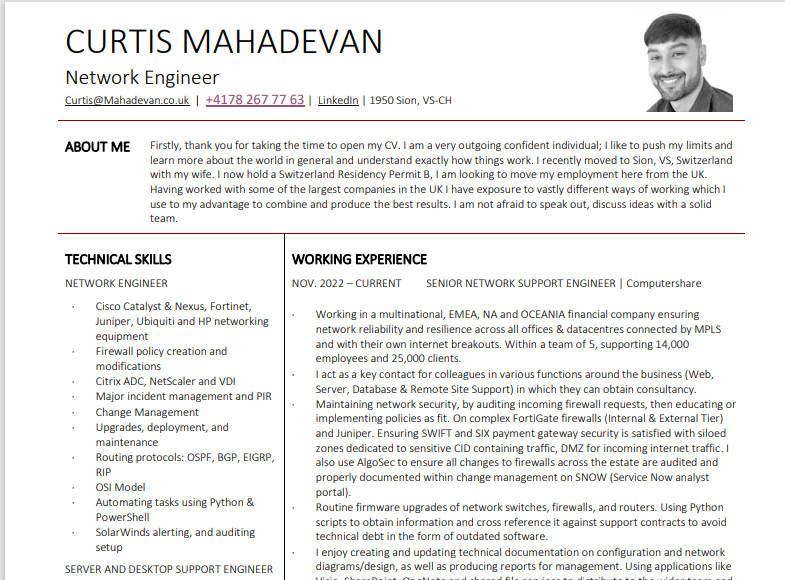 CURTIS MAHADEVAN
Network Engineer
Curtis@Mahadevan.co.uk | +4178 267 77 63 | LinkedIn | 1950 Sion, VS-CH
ABOUT ME
Firstly, thank you for taking the time to open my CV. I am a very outgoing confident individual; I like to push my limits and
learn more about the world in general and understand exactly how things work. I recently moved to Sion, VS, Switzerland
with my wife. I now hold a Switzerland Residency Permit B, I am looking to move my employment here from the UK.
Having worked with some of the largest companies in the UK I have exposure to vastly different ways of working which I
use to my advantage to combine and produce the best results. I am not afraid to speak out, discuss ideas with a solid
team.
TECHNICAL SKILLS
NETWORK ENGINEER
· Cisco Catalyst & Nexus, Fortinet,
Juniper, Ubiquiti and HP networking
equipment
· Firewall policy creation and
modifications
· Citrix ADC, NetScaler and VDI
· Major incident management and PIR
· Change Management
· Upgrades, deployment, and
maintenance
· Routing protocols: OSPF, BGP, EIGRP,
RIP
· OSI Model
· Automating tasks using Python &
PowerShell
· SolarWinds alerting, and auditing
setup
SERVER AND DESKTOP SUPPORT ENGINEER
WORKING EXPERIENCE
NOV. 2022 – CURRENT SENIOR NETWORK SUPPORT ENGINEER | Computershare
· Working in a multinational, EMEA, NA and OCEANIA financial company ensuring
network reliability and resilience across all offices & datacentres connected by MPLS
and with their own internet breakouts. Within a team of 5, supporting 14,000
employees and 25,000 clients.
· I act as a key contact for colleagues in various functions around the business (Web,
Server, Database & Remote Site Support) in which they can obtain consultancy.
· Maintaining network security, by auditing incoming firewall requests, then educating or
implementing policies as fit. On complex FortiGate firewalls (Internal & External Tier)
and Juniper. Ensuring SWIFT and SIX payment gateway security is satisfied with siloed
zones dedicated to sensitive CID containing traffic, DMZ for incoming internet traffic. I
also use AlgoSec to ensure all changes to firewalls across the estate are audited and
properly documented within change management on SNOW (Service Now analyst
portal).
· Routine firmware upgrades of network switches, firewalls, and routers. Using Python
scripts to obtain information and cross reference it against support contracts to avoid
technical debt in the form of outdated software.
· I enjoy creating and updating technical documentation on configuration and network
diagrams/design, as well as producing reports for management. Using applications like
Visio, SharePoint, OneNote and shared file services to distribute to the wider team and